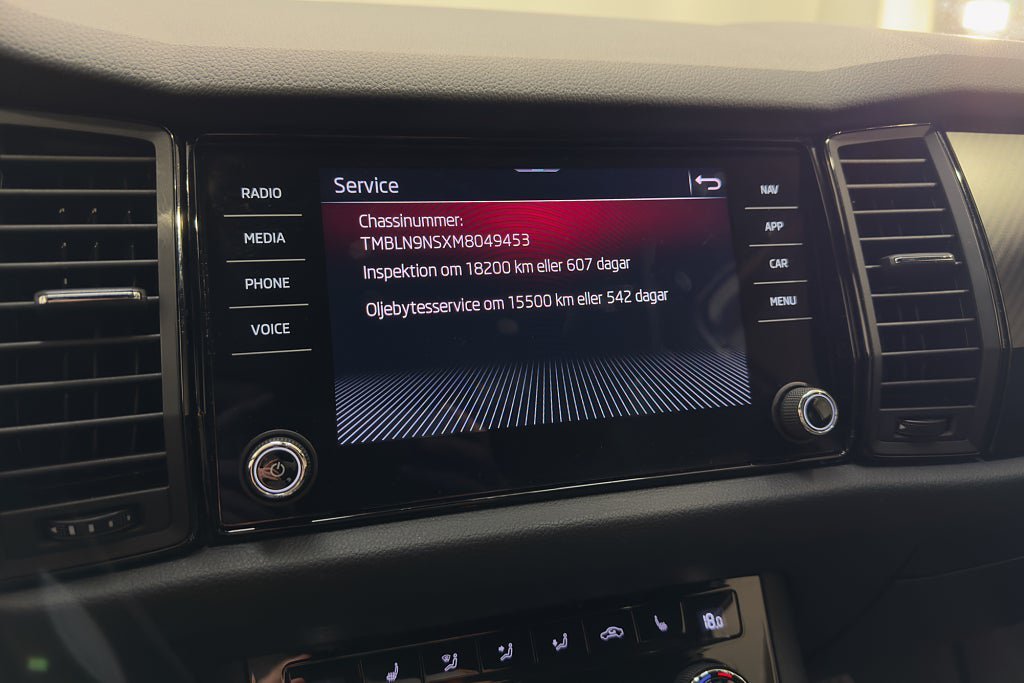 Service
Chassinummer:
TMBLN9NSXM8049453
Inspektion om 18200 km eller 607 dagar
Oljebytesservice om 15500 km eller 542 dagar
RADIO
MEDIA
PHONE
VOICE
NAV
APP
CAR
MENU
18.0